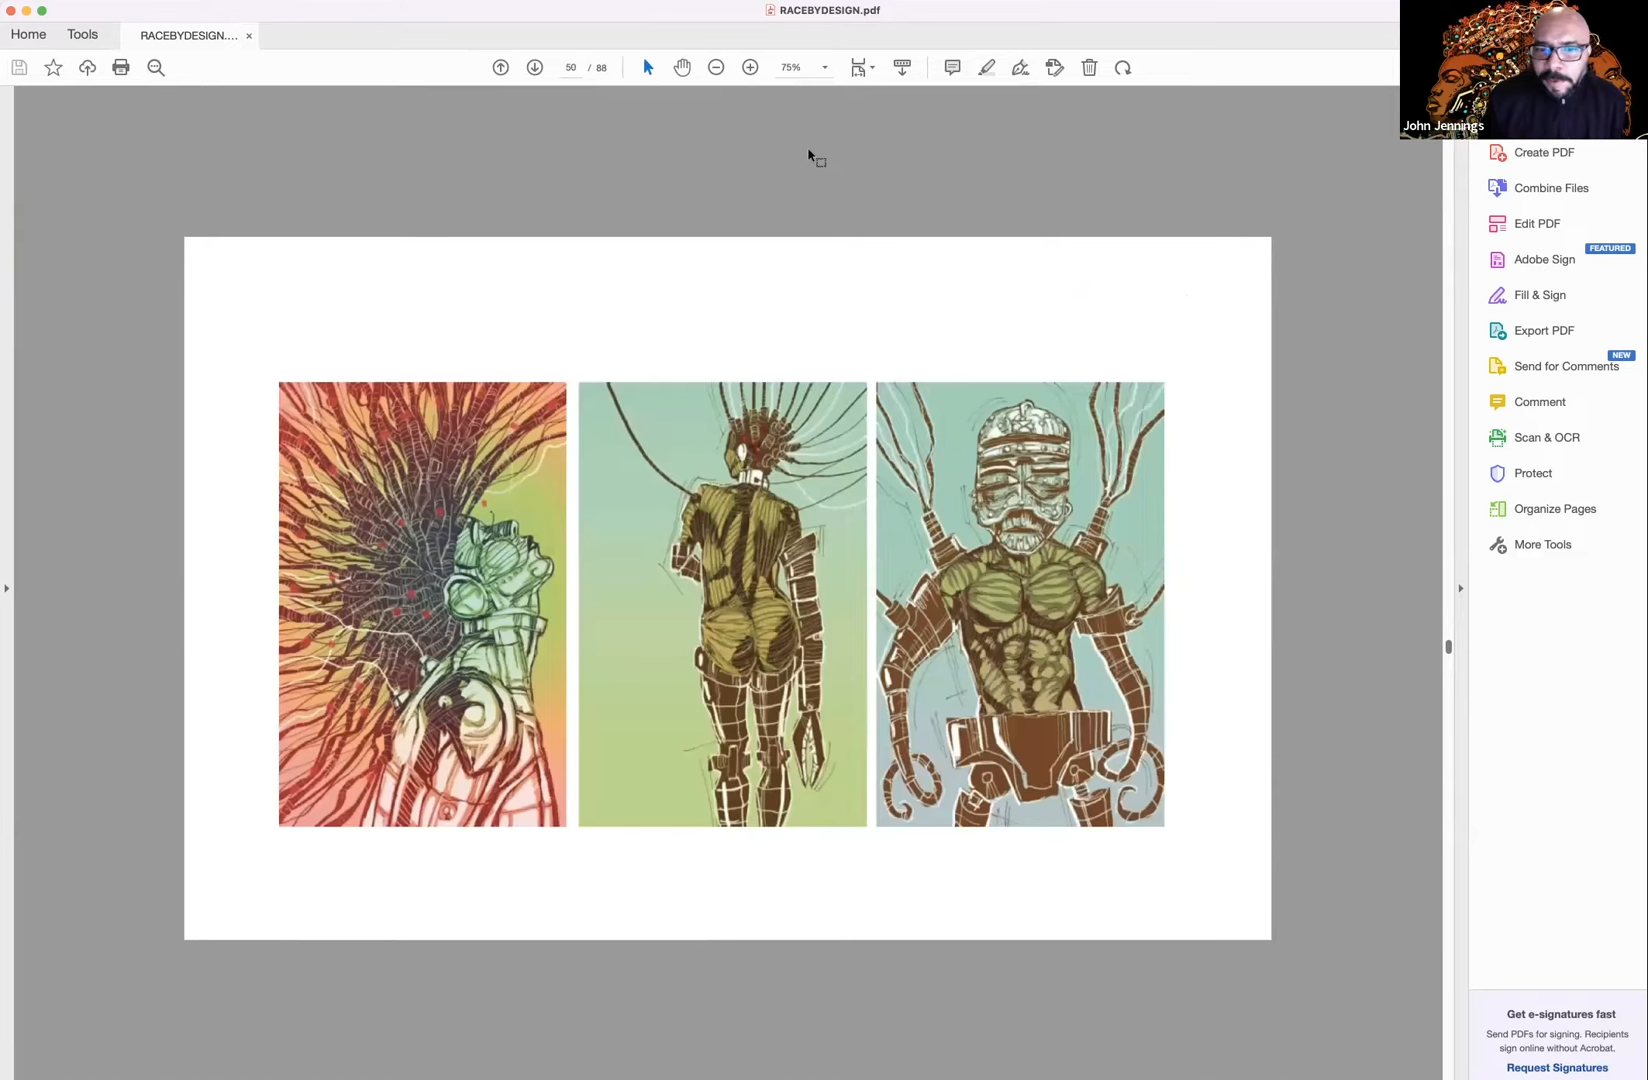 RACEBYDESIGN.pdf
Home
Tools
RACEBYDESIGN....
50 / 88
75%
John Jennings
Create PDF
Combine Files
Edit PDF
FEATURED
Adobe Sign
Fill & Sign
Export PDF
NEW
Send for Comments
Comment
Scan & OCR
Protect
Organize Pages
More Tools
Get e-signatures fast
Send PDFs for signing. Recipients
sign online without Acrobat.
Request Signatures